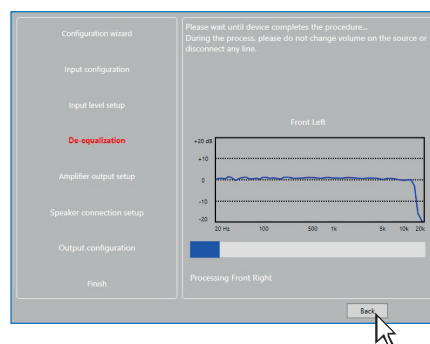 Configuration wizard
Input configuration
Input level setup
De-equalization
Amplifier output setup
Speaker connection setup
Output configuration
Finish
Please wait until device completes the procedure...
During the process, please do not change volume on the source or
disconnect any line.
Front Left
+20 dB
+10
0
-10
-20
20 Hz 100 500 1k 5k 10k 20k
Processing Front Right
Back